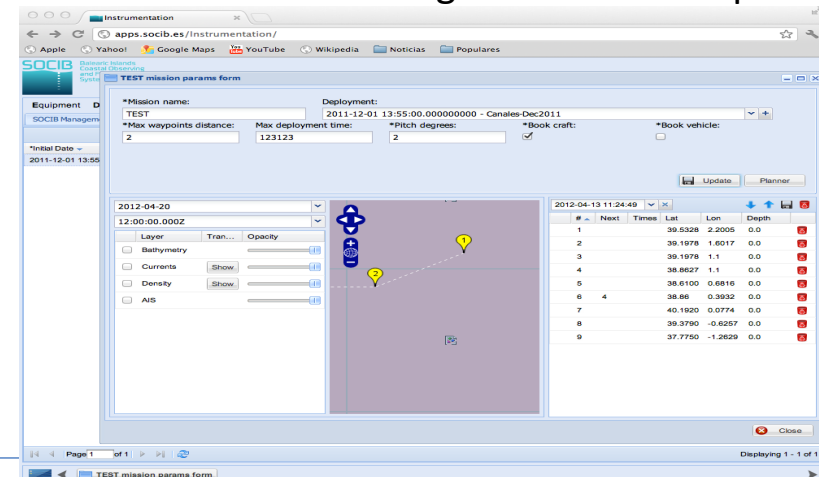 Instrumentation
apps.socib.es/Instrumentation/
Apple Yahoo! Google Maps YouTube Wikipedia Noticias Populares
SOCIB Balearic Islands
Coastal Observing
and
System
TEST mission params form
Equipment D
SOCIB Managem
*Initial Date
2011-12-01 13:55
*Mission name: Deployment:
TEST 2011-12-01 13:55:00.000000000 - Canales-Dec2011
*Max waypoints distance: Max deployment time: *Pitch degrees: *Book craft: *Book vehicle:
2 123123 2
Update Planner
2012-04-20
12:00:00.000Z
Layer Tran... Opacity
Bathymetry
Currents Show
Density Show
AIS
1
2
2012-04-13 11:24:49
# Next Times Lat Lon Depth
1 39.5328 2.2005 0.0
2 39.1978 1.6017 0.0
3 39.1978 1.1 0.0
4 38.8627 1.1 0.0
5 38.6100 0.6816 0.0
6 4 38.86 0.3932 0.0
7 40.1920 0.0774 0.0
8 39.3790 -0.6257 0.0
9 37.7750 -1.2629 0.0
Close
Page 1 of 1 Displaying 1 - 1 of 1
TEST mission params form